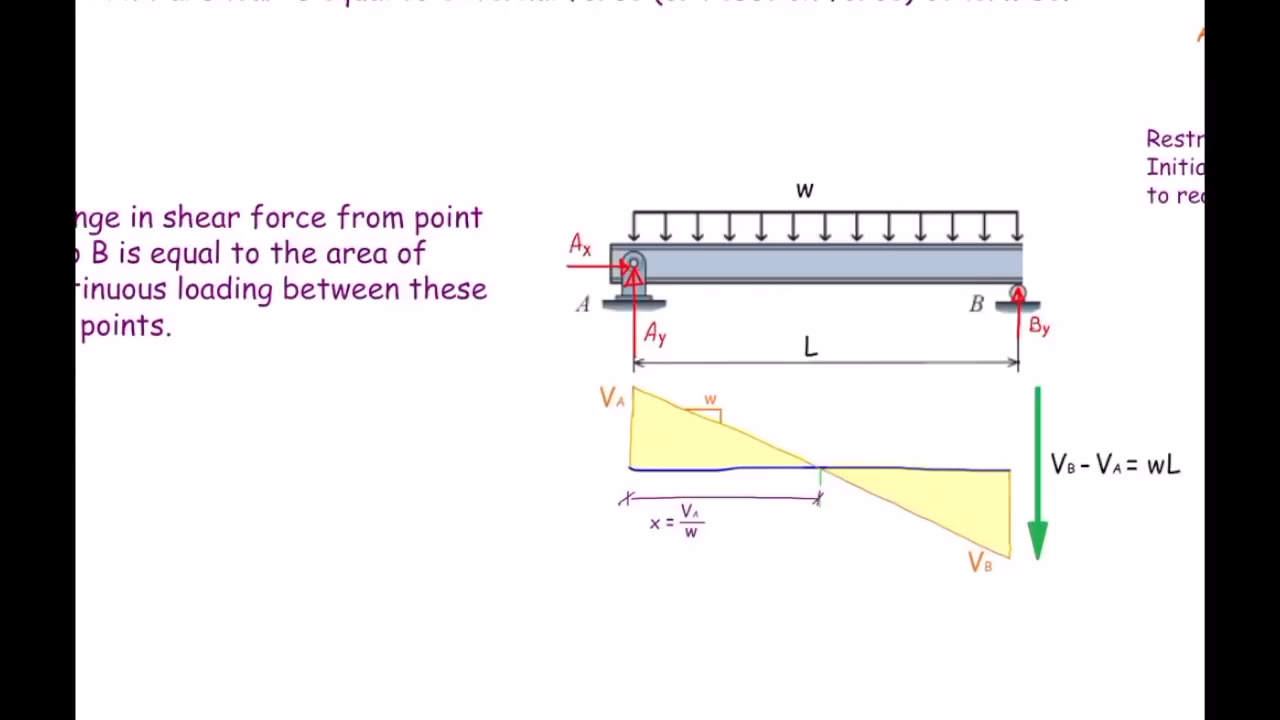 nge in shear force from point
B is equal to the area of
tinuous loading between these
points.
Restr
Initia
to rec
w
Ax
A
Ay
B
By
L
VA
w
VB - VA = wL
x = VA/w
VB